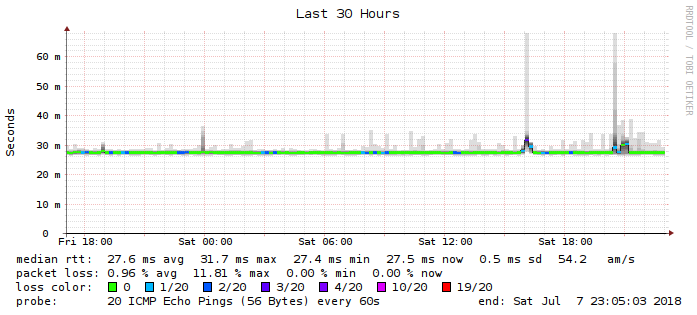 Last 30 Hours
RRDTOOL / TOBI OETIKER
Seconds
60 m
50 m
40 m
30 m
20 m
10 m
0
Fri 18:00 Sat 00:00 Sat 06:00 Sat 12:00 Sat 18:00
median rtt: 27.6 ms avg 31.7 ms max 27.4 ms min 27.5 ms now 0.5 ms sd 54.2 am/s
packet loss: 0.96 % avg 11.81 % max 0.00 % min 0.00 % now
loss color: 0 1/20 2/20 3/20 4/20 10/20 19/20
probe: 20 ICMP Echo Pings (56 Bytes) every 60s end: Sat Jul 7 23:05:03 2018